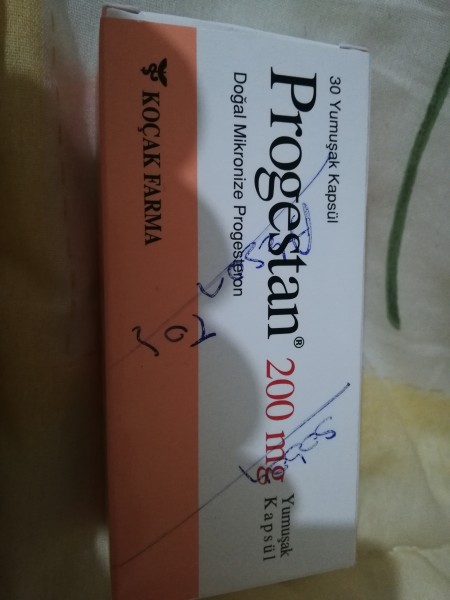 30 Yumuşak Kapsül
Progestan® 200 mg
Yumuşak
Kapsül
Doğal Mikronize Progesteron
KOÇAK FARMA